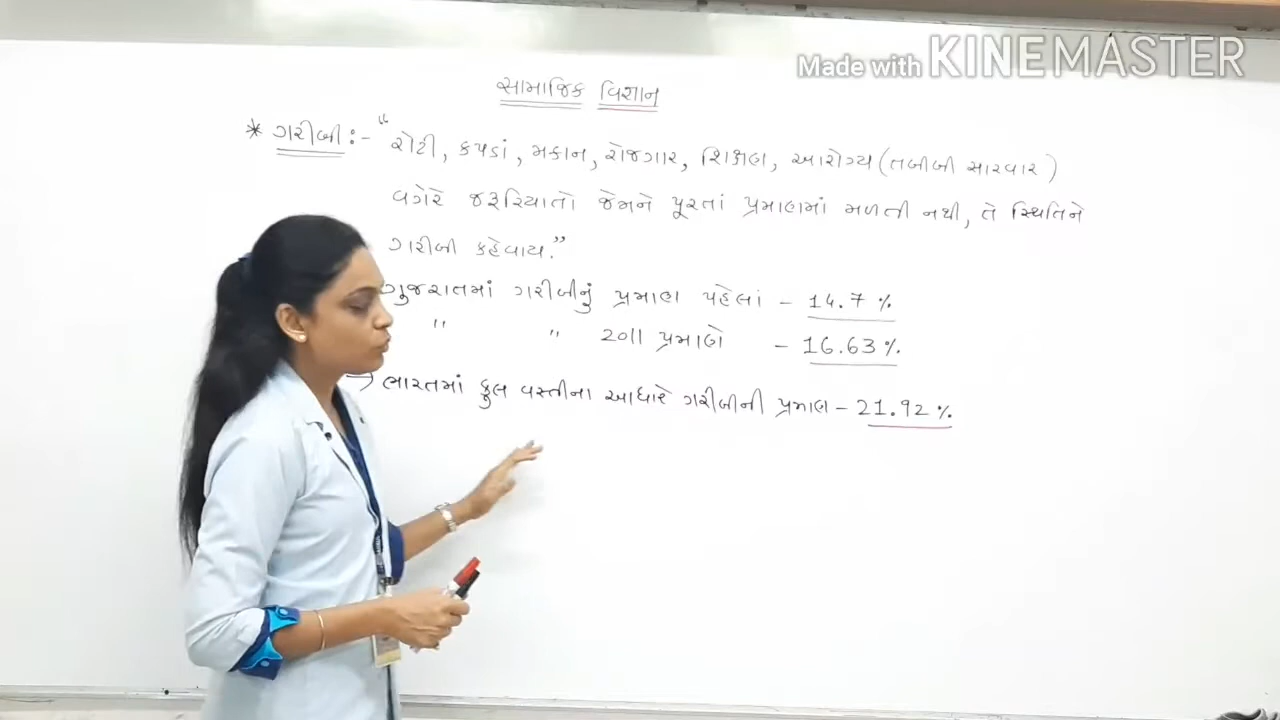 Made with KINEMASTER
સામાજિક વિજ્ઞાન
* ગરીબી :- “ રોટી, કપડાં, મકાન, રોજગાર, શિક્ષણ, આરોગ્ય (તબીબી સારવાર)
વગેરે જરૂરિયાતો જેમને પૂરતાં પ્રમાણમાં મળતી નથી, તે સ્થિતિને
ગરીબી કહેવાય.”
ગુજરાતમાં ગરીબીનું પ્રમાણ પહેલાં - 14.7 %
" " 2011 પ્રમાણે - 16.63 %
→ ભારતમાં કુલ વસ્તીના આધારે ગરીબીની પ્રમાણ - 21.92 %